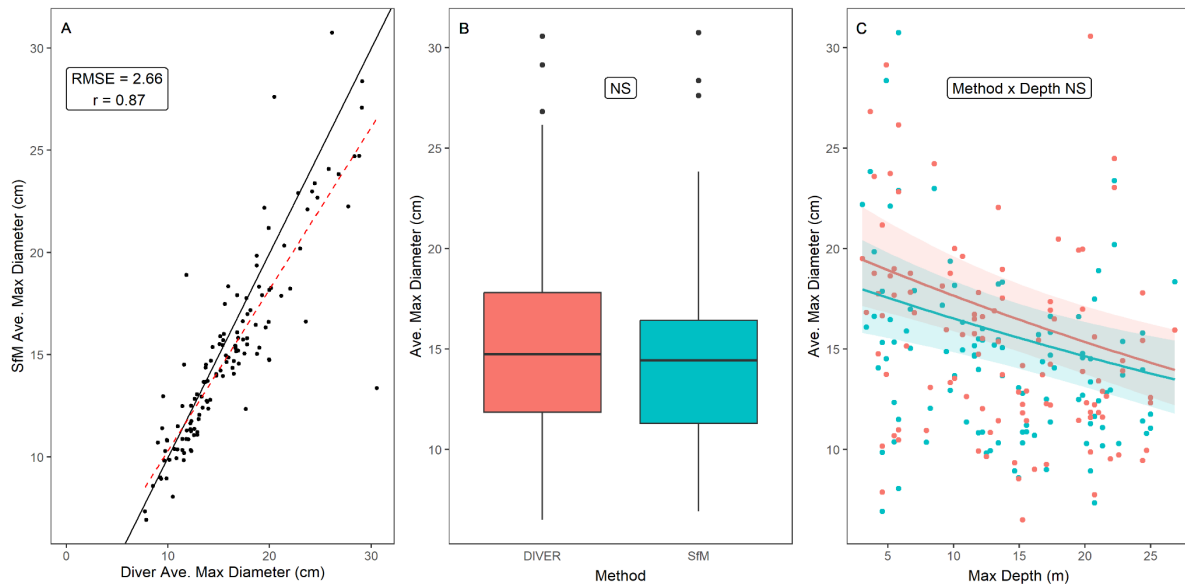 A
RMSE = 2.66
r = 0.87
30
25
20
15
10
SfM Ave. Max Diameter (cm)
0
10
20
30
Diver Ave. Max Diameter (cm)
B
NS
30
25
20
15
10
Ave. Max Diameter (cm)
DIVER
SfM
Method
C
Method x Depth NS
30
25
20
15
10
Ave. Max Diameter (cm)
5
10
15
20
25
Max Depth (m)